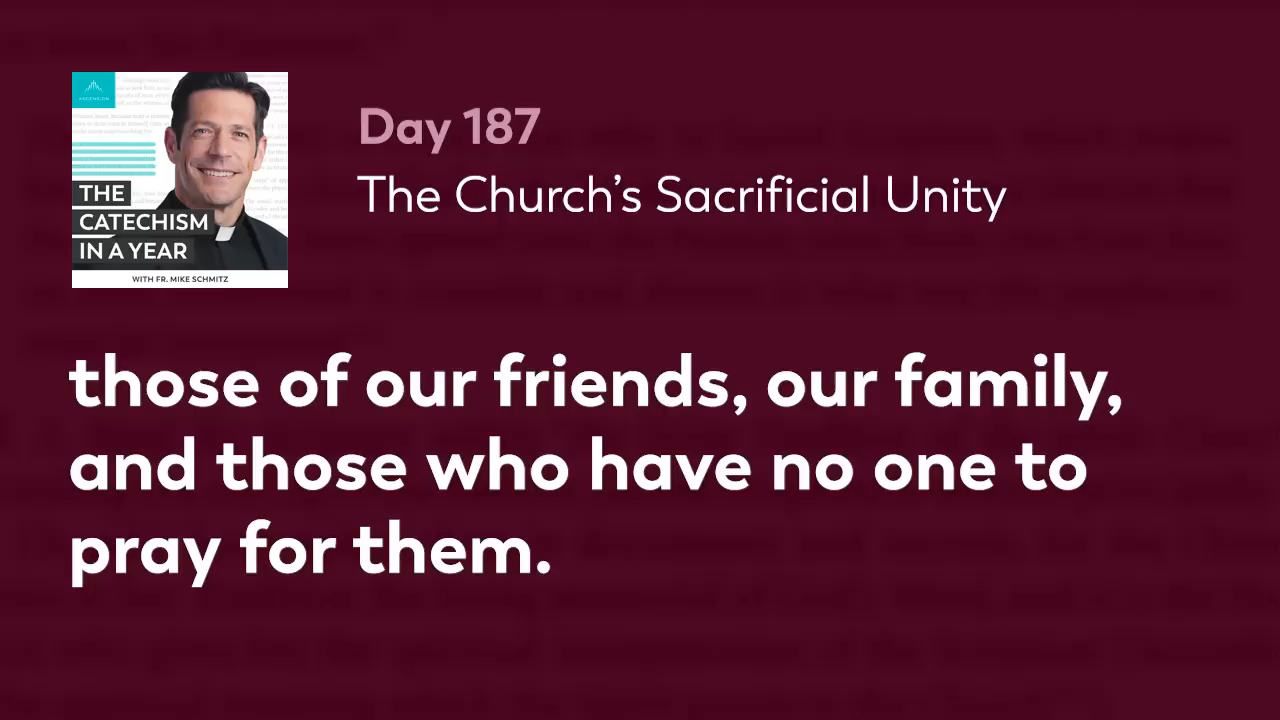 ASCENSION
THE
CATECHISM
IN A YEAR
WITH FR. MIKE SCHMITZ
Day 187
The Church’s Sacrificial Unity
those of our friends, our family,
and those who have no one to
pray for them.